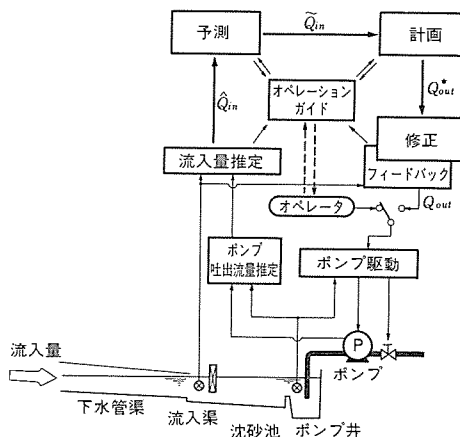 予測
Q̃in
計画
Q̂in
オペレーション
ガイド
Q*out
修正
流入量推定
フィードバック
オペレータ
Qout
ポンプ
吐出流量推定
ポンプ駆動
流入量
P
ポンプ
下水管渠
流入渠
沈砂池
ポンプ井